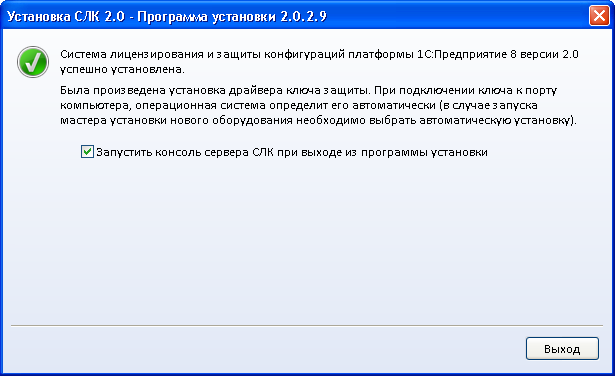 Установка СЛК 2.0 - Программа установки 2.0.2.9
Система лицензирования и защиты конфигураций платформы 1С:Предприятие 8 версии 2.0
успешно установлена.
Была произведена установка драйвера ключа защиты. При подключении ключа к порту
компьютера, операционная система определит его автоматически (в случае запуска
мастера установки нового оборудования необходимо выбрать автоматическую установку).
Запустить консоль сервера СЛК при выходе из программы установки
Выход